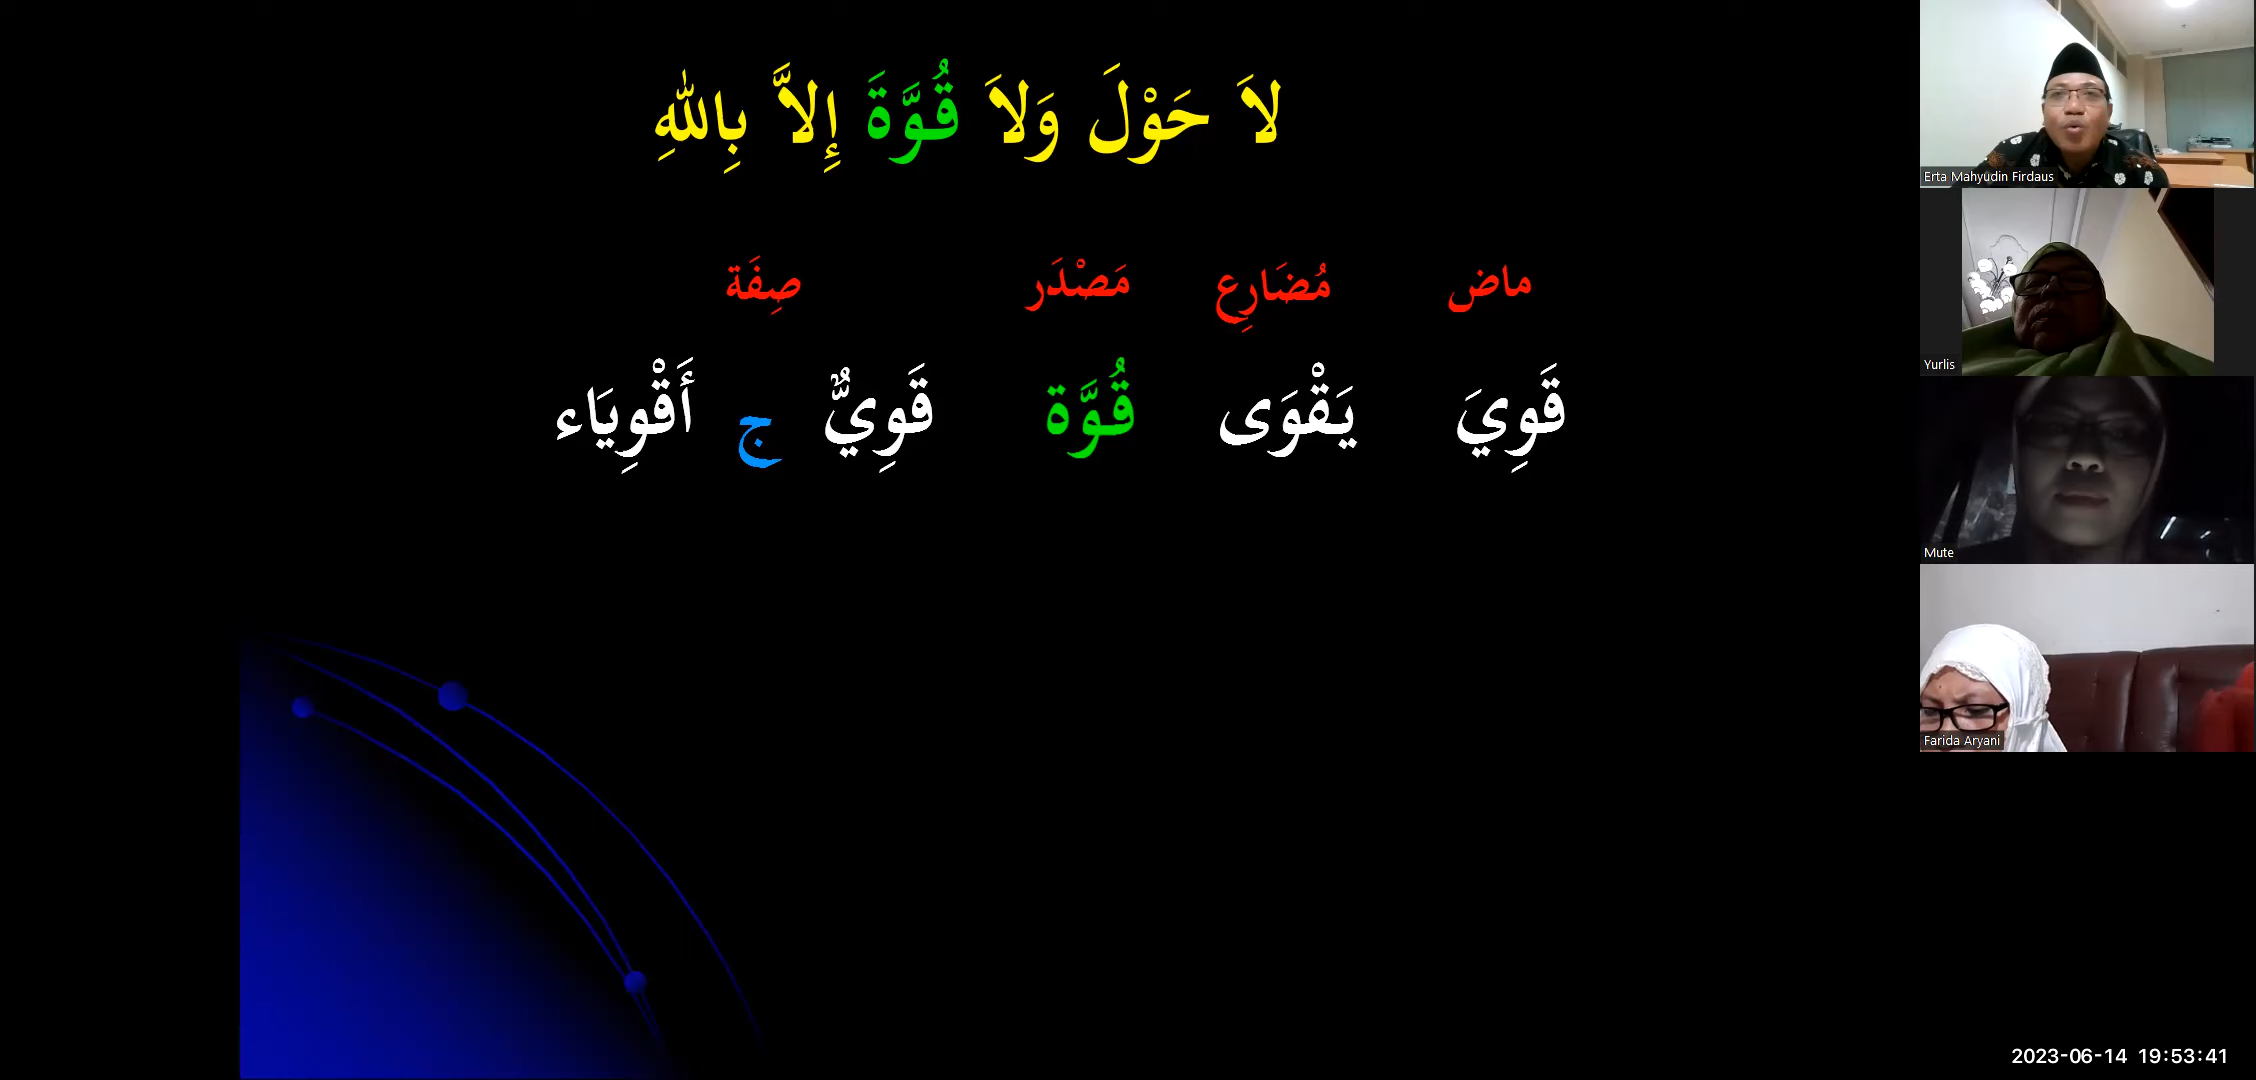 لاَ حَوْلَ وَلاَ قُوَّةَ إِلاَّ بِاللهِ
ماض مُضَارِع مَصْدَر صِفَة
قَوِيَ يَقْوَى قُوَّة قَوِيٌّ ج أَقْوِيَاء
Erta Mahyudin Firdaus
Yurlis
Mute
Farida Aryani
2023-06-14 19:53:41